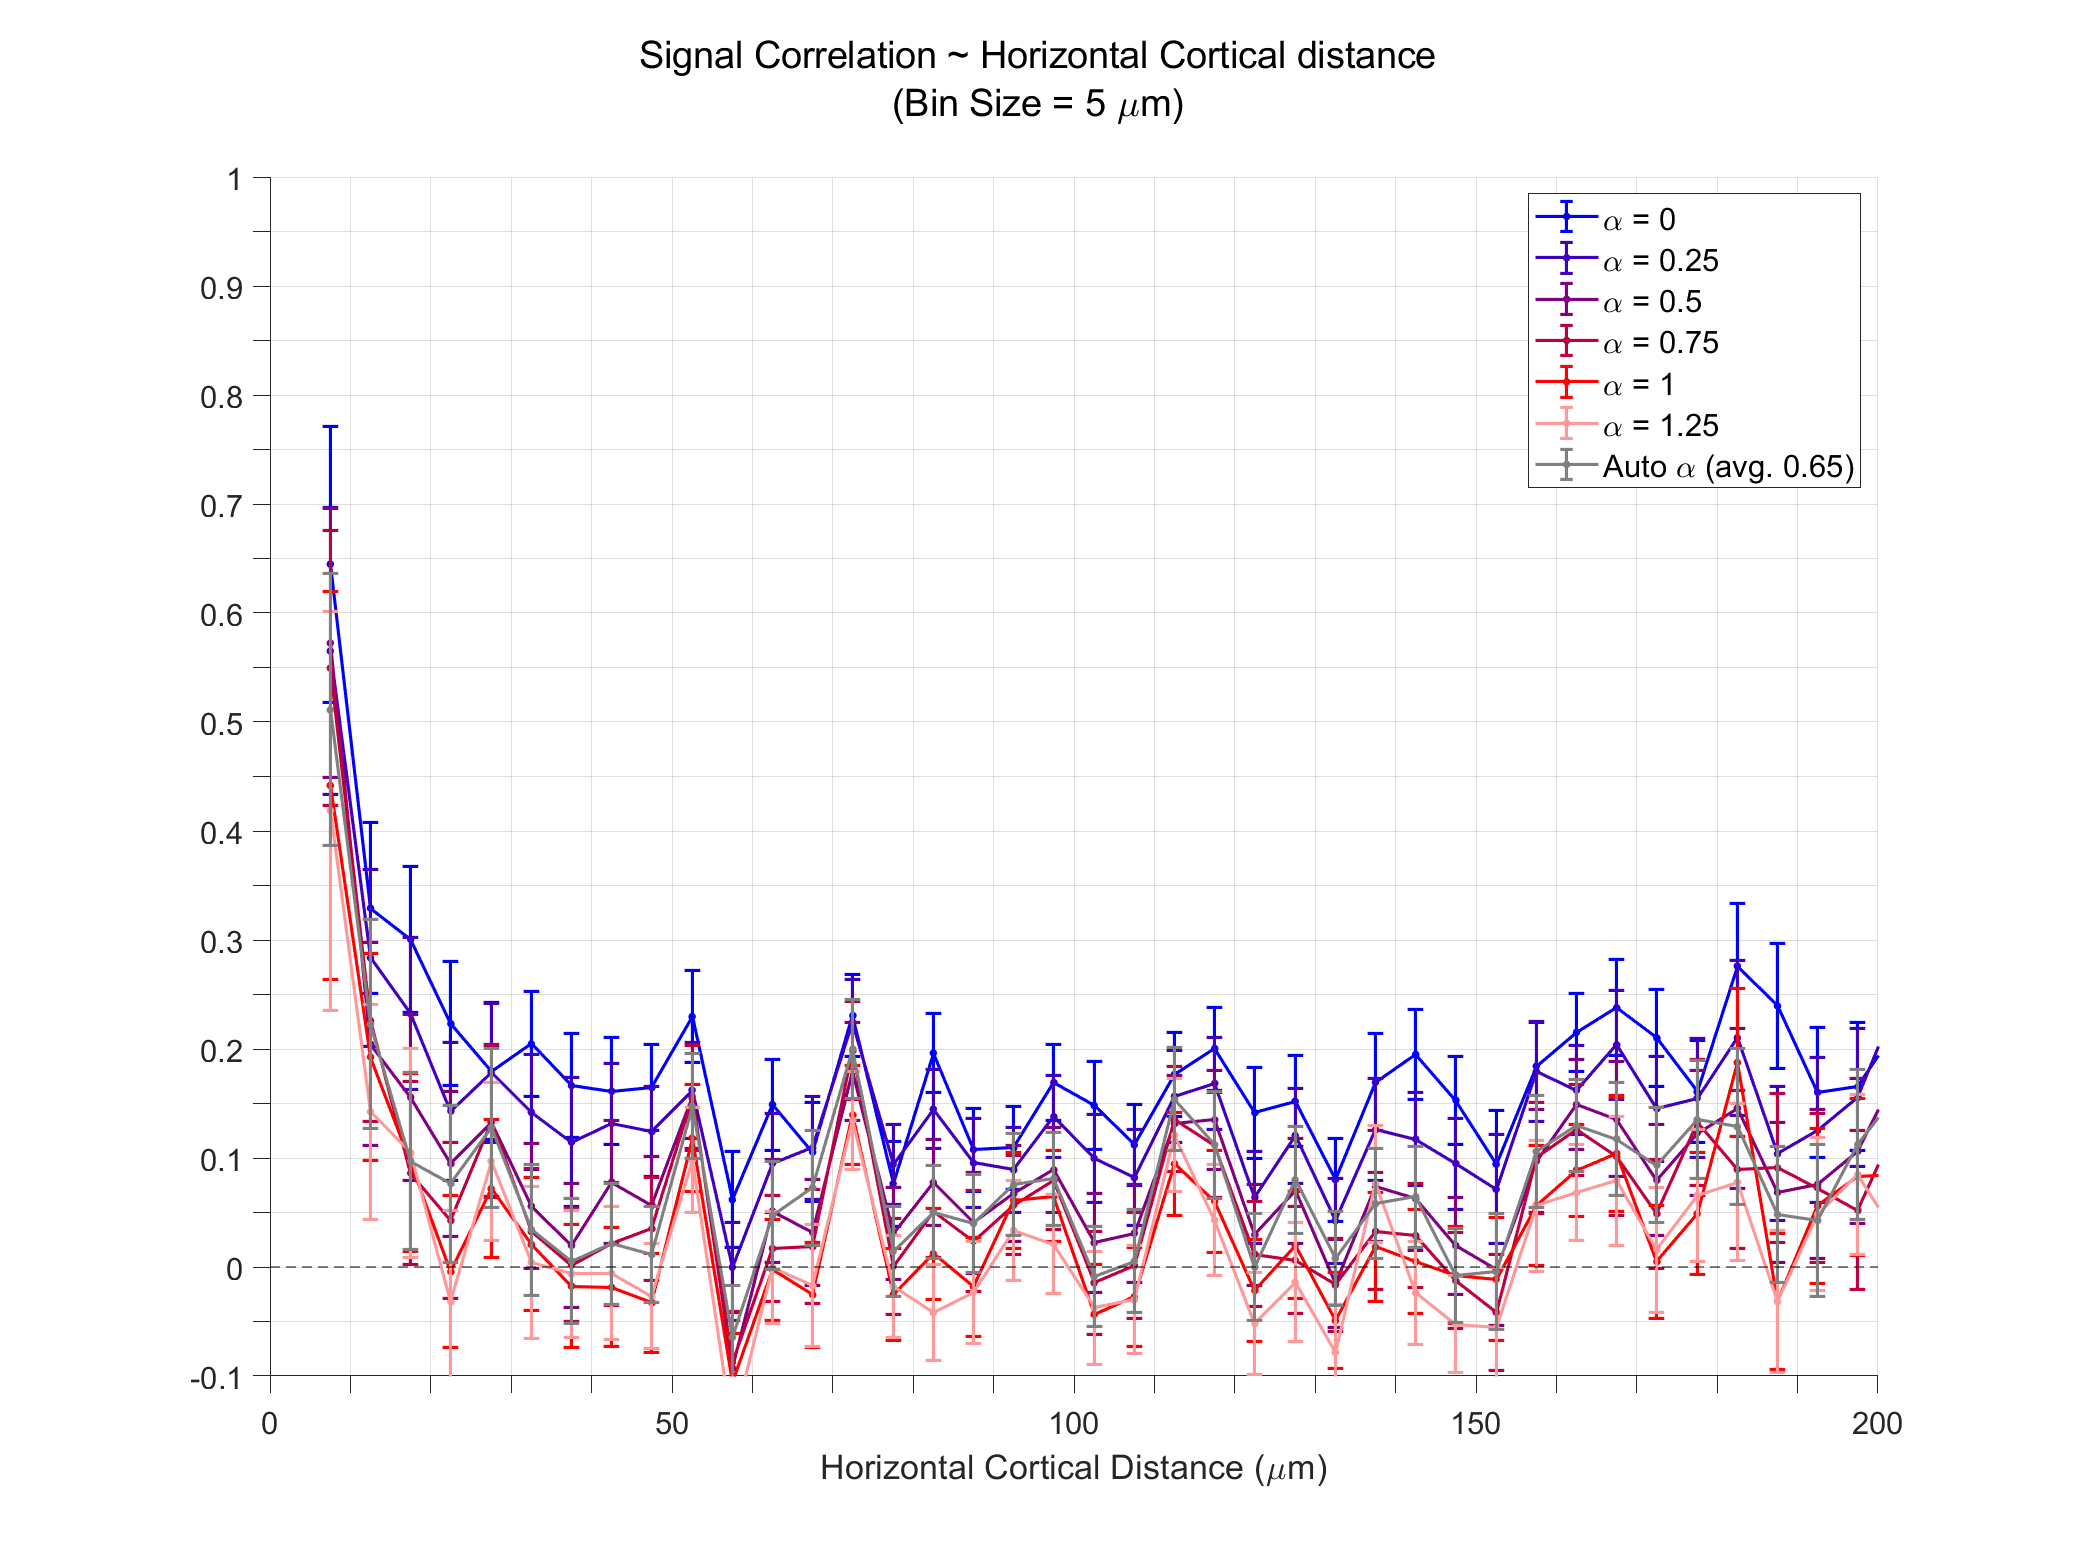 Signal Correlation ~ Horizontal Cortical distance
(Bin Size = 5 μm)
1
0.9
0.8
0.7
0.6
0.5
0.4
0.3
0.2
0.1
0
-0.1
α = 0
α = 0.25
α = 0.5
α = 0.75
α = 1
α = 1.25
Auto α (avg. 0.65)
0 50 100 150 200
Horizontal Cortical Distance (μm)